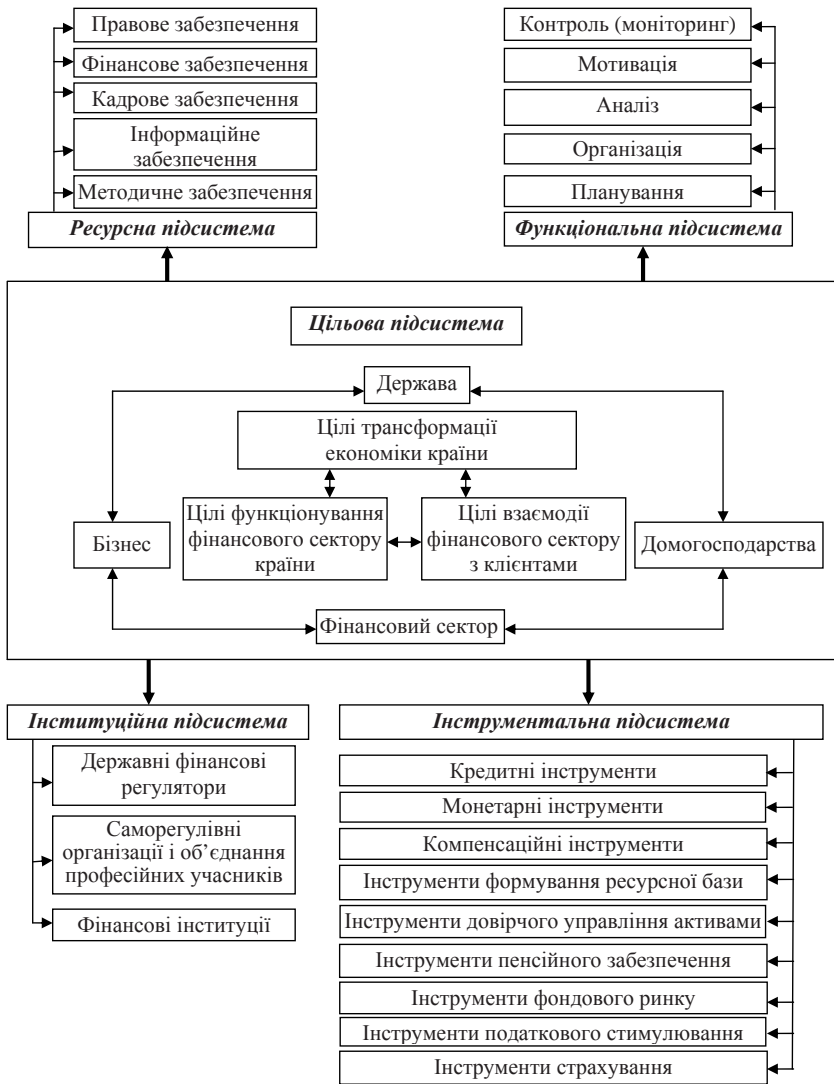 Правове забезпечення
Фінансове забезпечення
Кадрове забезпечення
Інформаційне
забезпечення
Методичне забезпечення
Ресурсна підсистема
Контроль (моніторинг)
Мотивація
Аналіз
Організація
Планування
Функціональна підсистема
Цільова підсистема
Держава
Цілі трансформації
економіки країни
Бізнес
Цілі функціонування
фінансового сектору
країни
Цілі взаємодії
фінансового сектору
з клієнтами
Домогосподарства
Фінансовий сектор
Інституційна підсистема
Державні фінансові
регулятори
Саморегулівні
організації і об’єднання
професійних учасників
Фінансові інституції
Інструментальна підсистема
Кредитні інструменти
Монетарні інструменти
Компенсаційні інструменти
Інструменти формування ресурсної бази
Інструменти довірчого управління активами
Інструменти пенсійного забезпечення
Інструменти фондового ринку
Інструменти податкового стимулювання
Інструменти страхування